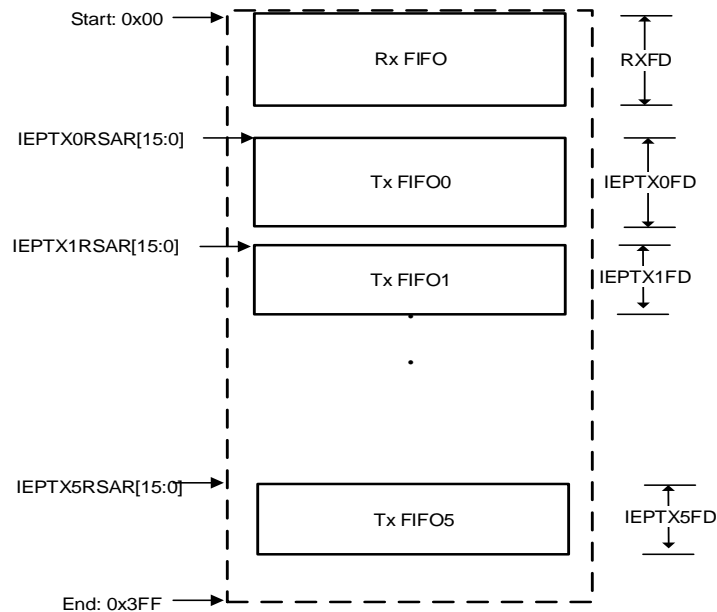 Start: 0x00
Rx FIFO
RXFD
IEPTX0RSAR[15:0]
Tx FIFO0
IEPTX0FD
IEPTX1RSAR[15:0]
Tx FIFO1
IEPTX1FD
IEPTX5RSAR[15:0]
Tx FIFO5
IEPTX5FD
End: 0x3FF